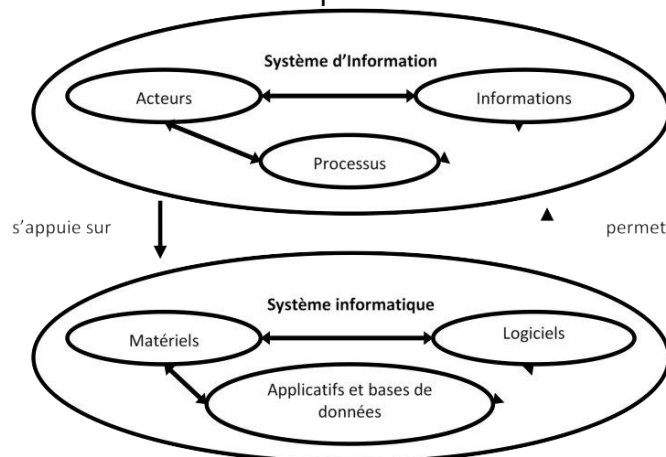 Système d'Information
Acteurs
Informations
Processus
s'appuie sur
permet
Système informatique
Matériels
Logiciels
Applicatifs et bases de
données